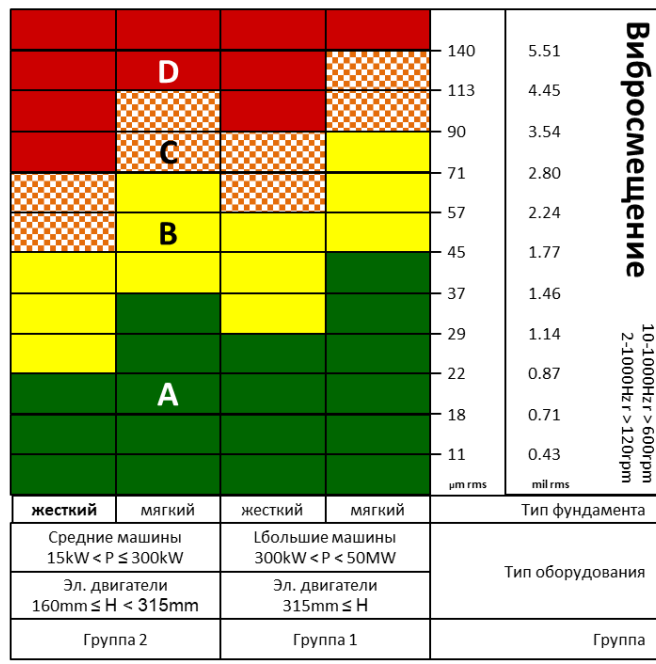 Вибросмещение
10-1000Hz r > 600rpm
2-1000Hz r > 120rpm
D
C
B
A
140 5.51
113 4.45
90 3.54
71 2.80
57 2.24
45 1.77
37 1.46
29 1.14
22 0.87
18 0.71
11 0.43
µm rms mil rms
жесткий мягкий жесткий мягкий Тип фундамента
Средние машины
15kW < P ≤ 300kW
Lбольшие машины
300kW < P < 50MW
Тип оборудования
Эл. двигатели
160mm ≤ H < 315mm
Эл. двигатели
315mm ≤ H
Группа 2 Группа 1 Группа